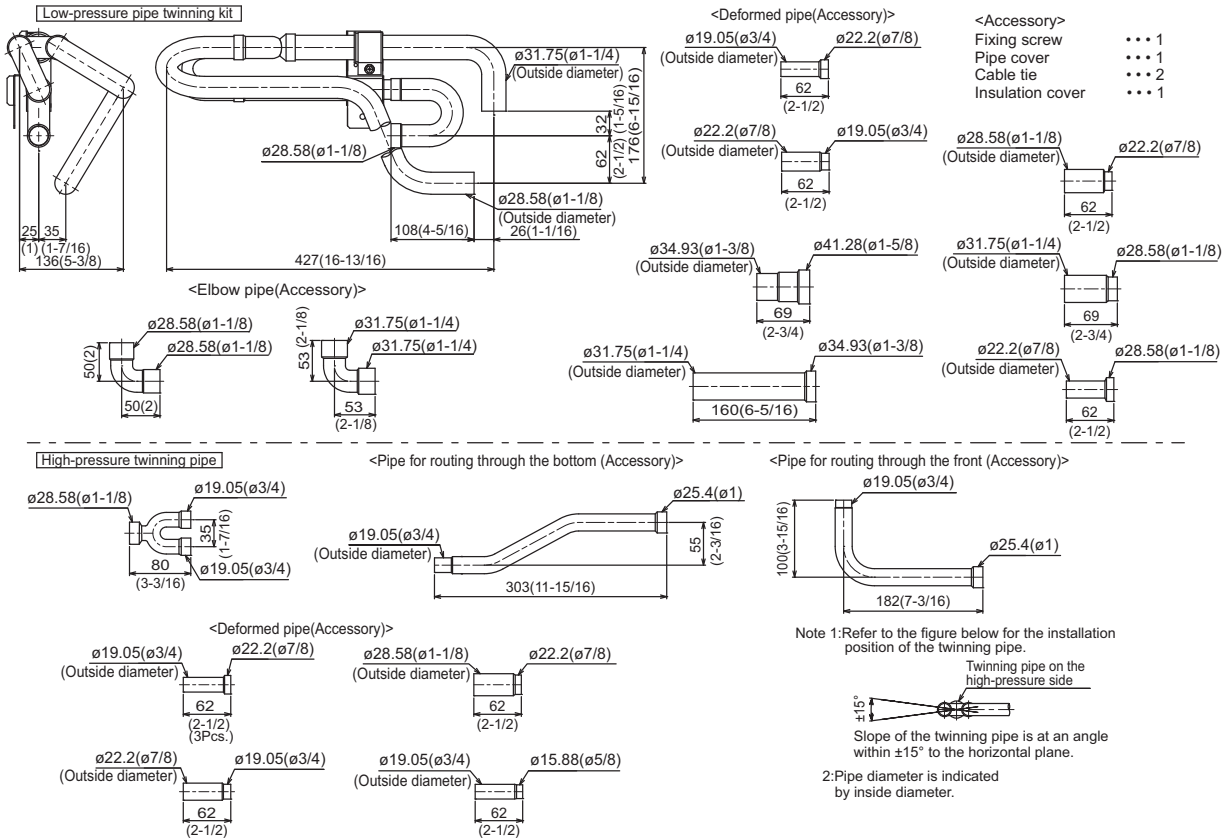 Low-pressure pipe twinning kit
ø31.75(ø1-1/4)
(Outside diameter)
32
(1-5/16)
176(6-15/16)
62
(2-1/2)
ø28.58(ø1-1/8)
ø28.58(ø1-1/8)
(Outside diameter)
108(4-5/16)
26(1-1/16)
427(16-13/16)
25
(1)
35
(1-7/16)
136(5-3/8)
<Elbow pipe(Accessory)>
ø28.58(ø1-1/8)
ø28.58(ø1-1/8)
50(2)
50(2)
ø31.75(ø1-1/4)
ø31.75(ø1-1/4)
53 (2-1/8)
53
(2-1/8)
<Deformed pipe(Accessory)>
ø19.05(ø3/4)
(Outside diameter)
ø22.2(ø7/8)
62
(2-1/2)
ø22.2(ø7/8)
(Outside diameter)
ø19.05(ø3/4)
62
(2-1/2)
ø34.93(ø1-3/8)
(Outside diameter)
ø41.28(ø1-5/8)
69
(2-3/4)
ø31.75(ø1-1/4)
(Outside diameter)
ø34.93(ø1-3/8)
160(6-5/16)
<Accessory>
Fixing screw ••• 1
Pipe cover ••• 1
Cable tie ••• 2
Insulation cover ••• 1
ø28.58(ø1-1/8)
(Outside diameter)
ø22.2(ø7/8)
62
(2-1/2)
ø31.75(ø1-1/4)
(Outside diameter)
ø28.58(ø1-1/8)
69
(2-3/4)
ø22.2(ø7/8)
(Outside diameter)
ø28.58(ø1-1/8)
62
(2-1/2)
High-pressure twinning pipe
ø28.58(ø1-1/8)
ø19.05(ø3/4)
35
(1-7/16)
ø19.05(ø3/4)
80
(3-3/16)
<Pipe for routing through the bottom (Accessory)>
ø25.4(ø1)
ø19.05(ø3/4)
(Outside diameter)
55
(2-3/16)
303(11-15/16)
<Pipe for routing through the front (Accessory)>
ø19.05(ø3/4)
100(3-15/16)
ø25.4(ø1)
182(7-3/16)
<Deformed pipe(Accessory)>
ø19.05(ø3/4)
(Outside diameter)
ø22.2(ø7/8)
62
(2-1/2)
(3Pcs.)
ø28.58(ø1-1/8)
(Outside diameter)
ø22.2(ø7/8)
62
(2-1/2)
ø22.2(ø7/8)
(Outside diameter)
ø19.05(ø3/4)
62
(2-1/2)
ø19.05(ø3/4)
(Outside diameter)
ø15.88(ø5/8)
62
(2-1/2)
Note 1:Refer to the figure below for the installation
position of the twinning pipe.
Twinning pipe on the
high-pressure side
±15°
Slope of the twinning pipe is at an angle
within ±15° to the horizontal plane.
2:Pipe diameter is indicated
by inside diameter.